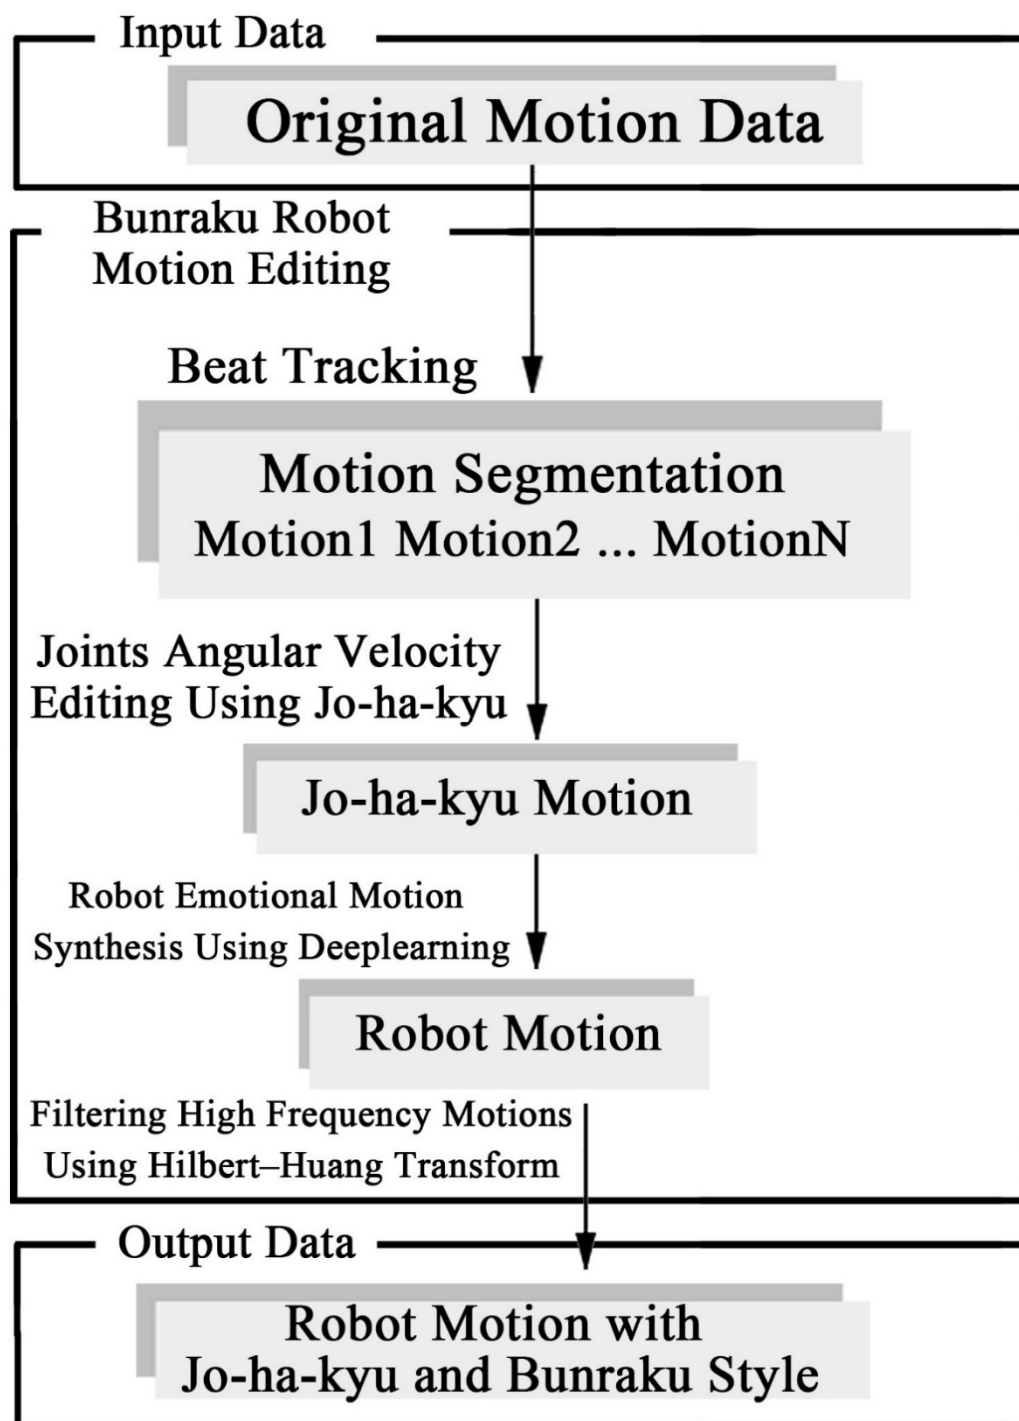 Input Data
Original Motion Data
Bunraku Robot
Motion Editing
Beat Tracking
Motion Segmentation
Motion1 Motion2 ... MotionN
Joints Angular Velocity
Editing Using Jo-ha-kyu
Jo-ha-kyu Motion
Robot Emotional Motion
Synthesis Using Deeplearning
Robot Motion
Filtering High Frequency Motions
Using Hilbert–Huang Transform
Output Data
Robot Motion with
Jo-ha-kyu and Bunraku Style